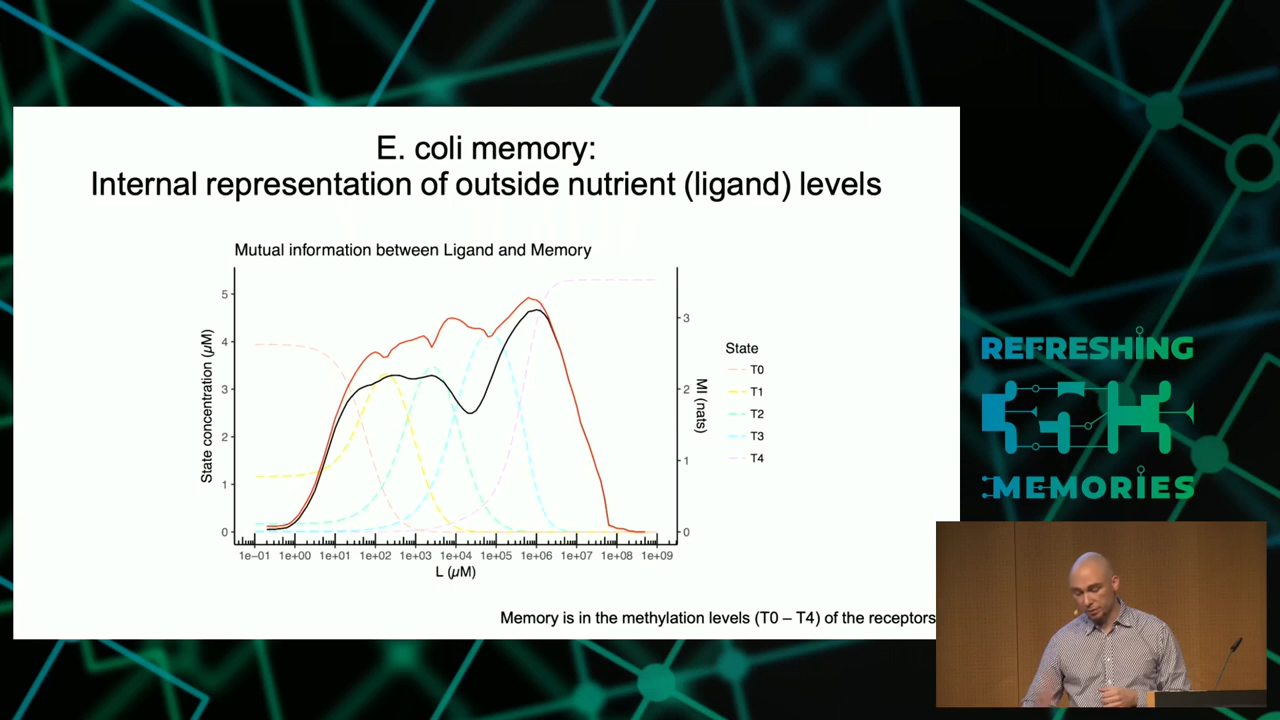 E. coli memory:
Internal representation of outside nutrient (ligand) levels
Mutual information between Ligand and Memory
State concentration (µM)
5
4
3
2
1
0
3
2
1
0
MI (nats)
1e−01 1e+00 1e+01 1e+02 1e+03 1e+04 1e+05 1e+06 1e+07 1e+08 1e+09
L (µM)
State
T0
T1
T2
T3
T4
Memory is in the methylation levels (T0 – T4) of the receptors
REFRESHING
MEMORIES